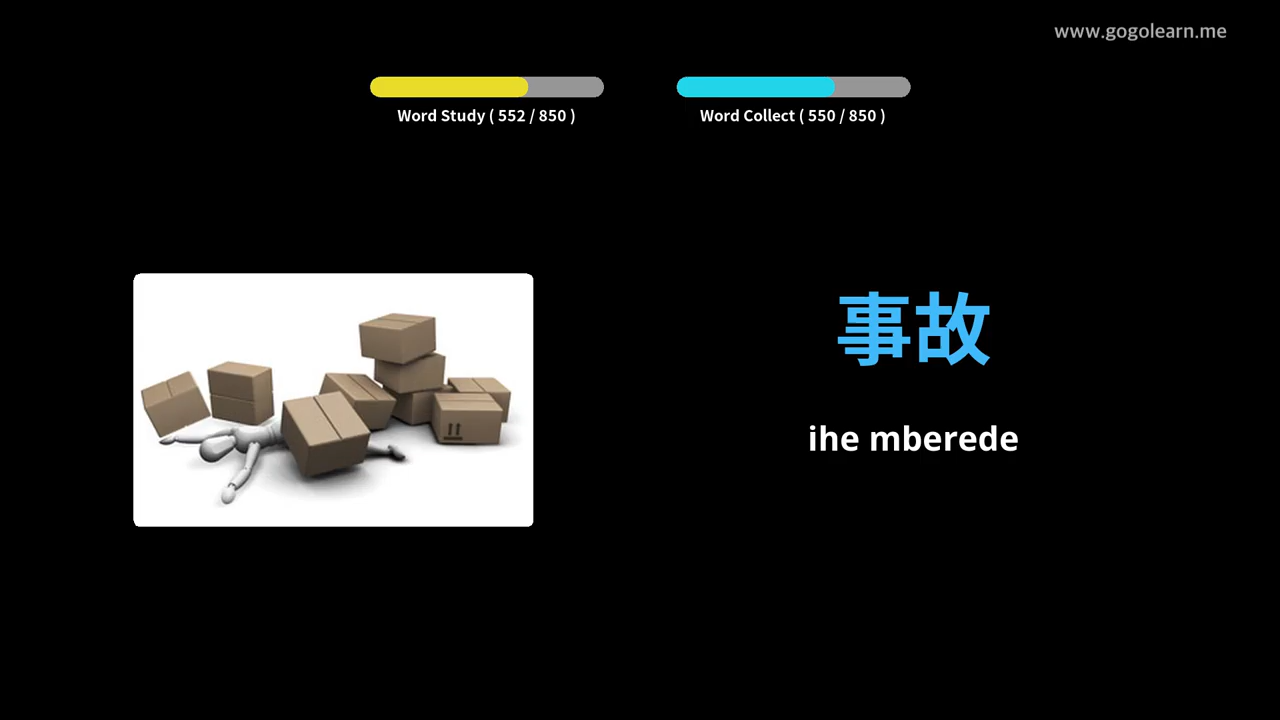 www.gogolearn.me
Word Study ( 552 / 850 )
Word Collect ( 550 / 850 )
事故
ihe mberede